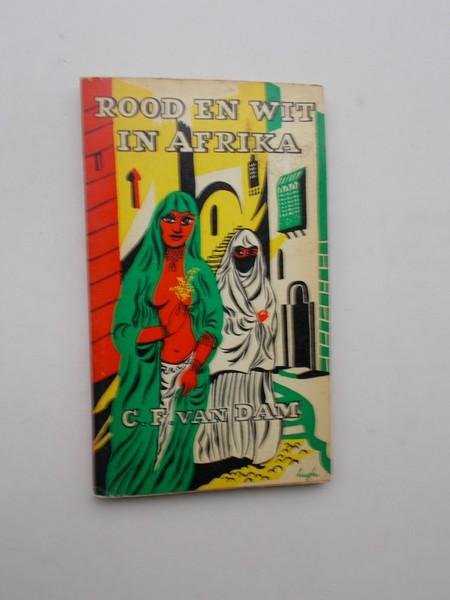 ROOD EN WIT
IN AFRIKA
C.F. VAN DAM